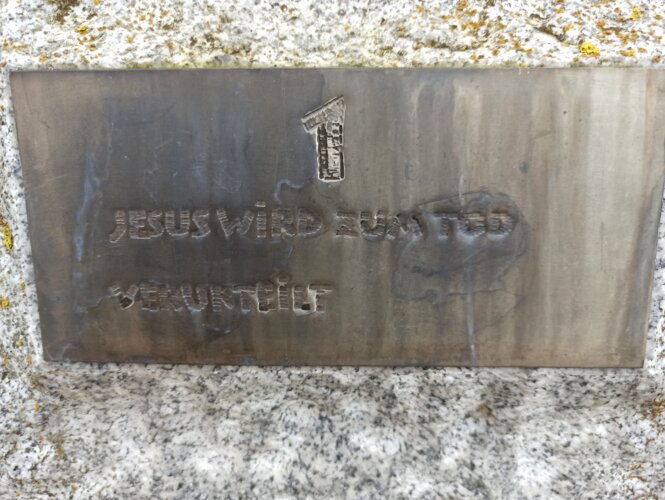 1
JESUS WIRD ZUM TOD
VERURTEILT